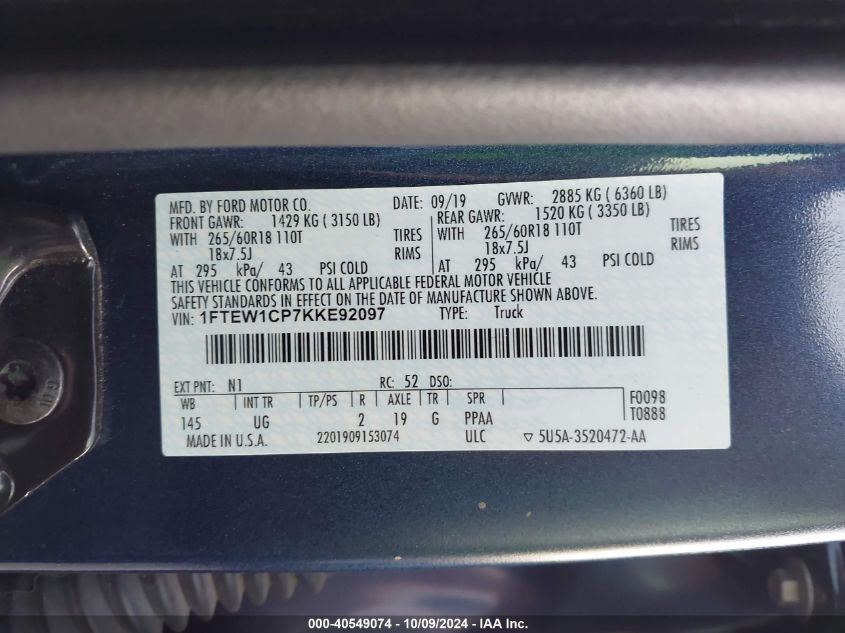 MFD. BY FORD MOTOR CO. DATE: 09/19 GVWR: 2885 KG ( 6360 LB)
FRONT GAWR: 1429 KG ( 3150 LB) REAR GAWR: 1520 KG ( 3350 LB)
WITH 265/60R18 110T TIRES WITH 265/60R18 110T TIRES
18x7.5J RIMS 18x7.5J RIMS
AT 295 kPa/ 43 PSI COLD AT 295 kPa/ 43 PSI COLD
THIS VEHICLE CONFORMS TO ALL APPLICABLE FEDERAL MOTOR VEHICLE
SAFETY STANDARDS IN EFFECT ON THE DATE OF MANUFACTURE SHOWN ABOVE.
VIN: 1FTEW1CP7KKE92097 TYPE: Truck
EXT PNT: N1 RC: 52 DSO:
WB INT TR TP/PS R AXLE TR SPR F0098
145 UG 2 19 G PPAA T0888
MADE IN U.S.A. 2201909153074 ULC ▽ 5U5A-3520472-AA
000-40549074 - 10/09/2024 - IAA Inc.